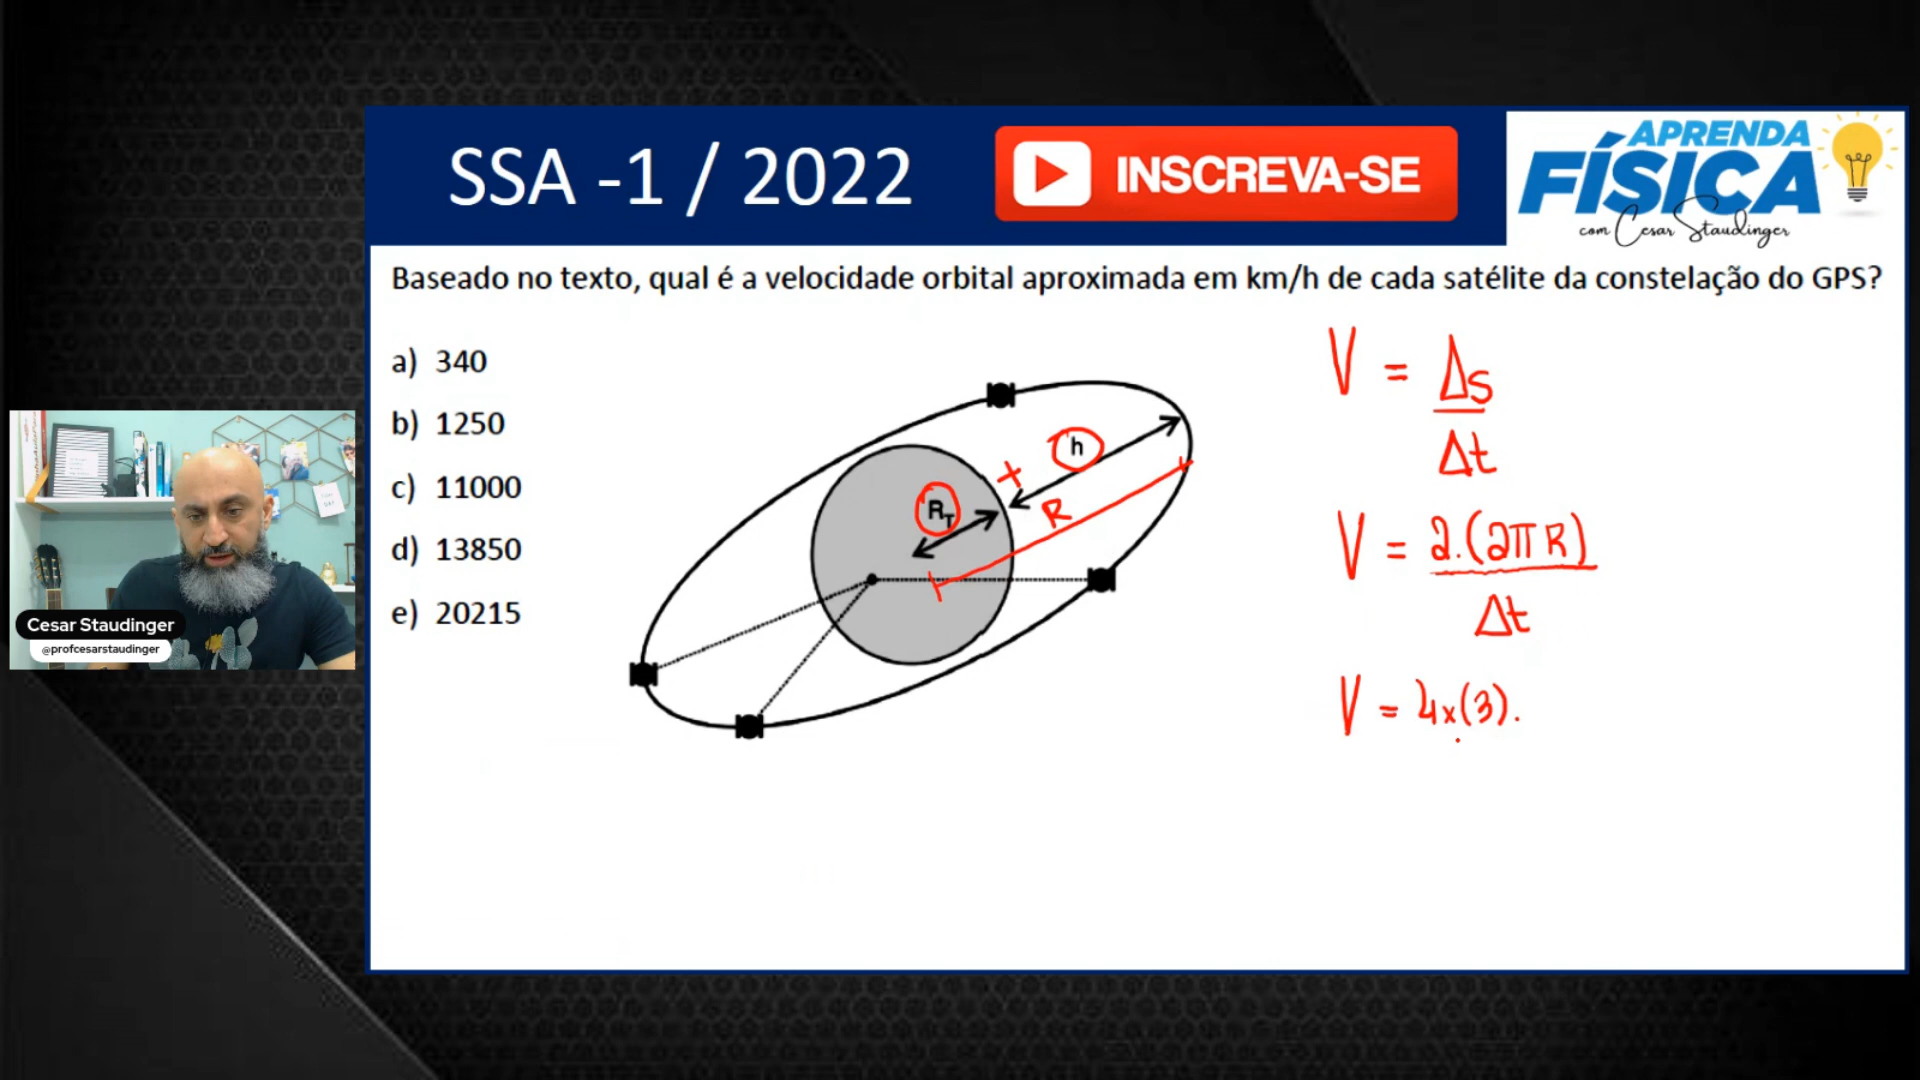 SSA -1 / 2022
INSCREVA-SE
APRENDA
FÍSICA
com Cesar Staudinger
Baseado no texto, qual é a velocidade orbital aproximada em km/h de cada satélite da constelação do GPS?
a) 340
b) 1250
c) 11000
d) 13850
e) 20215
h
+
R_T
R
V = Δs
Δt
V = 2.(2πR)
Δt
V = 4x(3).
Cesar Staudinger
@profcesarstaudinger